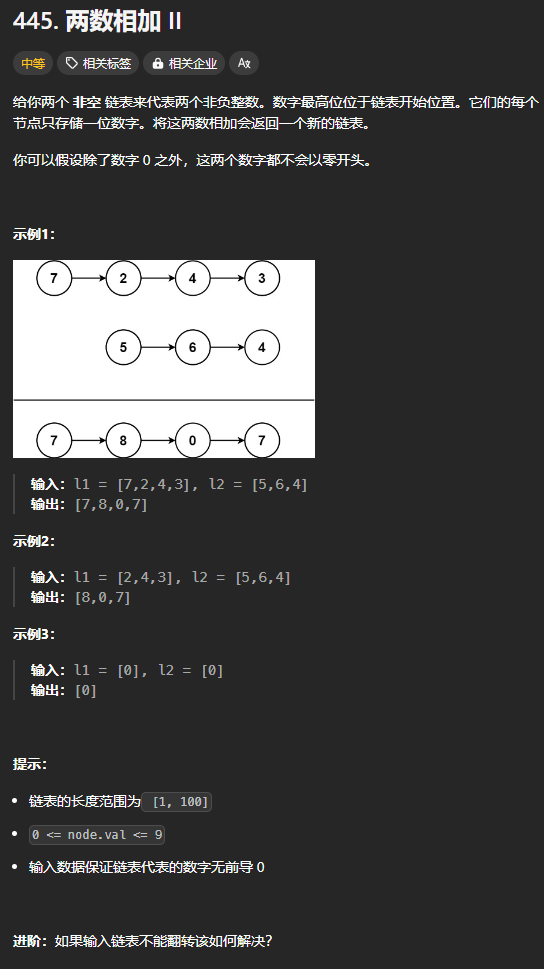 445. 两数相加 II
中等 相关标签 相关企业
给你两个 非空 链表来代表两个非负整数。数字最高位位于链表开始位置。它们的每个
节点只存储一位数字。将这两数相加会返回一个新的链表。
你可以假设除了数字 0 之外，这两个数字都不会以零开头。
示例1：
7 2 4 3
5 6 4
7 8 0 7
输入：l1 = [7,2,4,3], l2 = [5,6,4]
输出：[7,8,0,7]
示例2：
输入：l1 = [2,4,3], l2 = [5,6,4]
输出：[8,0,7]
示例3：
输入：l1 = [0], l2 = [0]
输出：[0]
提示：
链表的长度范围为 [1, 100]
0 <= node.val <= 9
输入数据保证链表代表的数字无前导 0
进阶：如果输入链表不能翻转该如何解决？